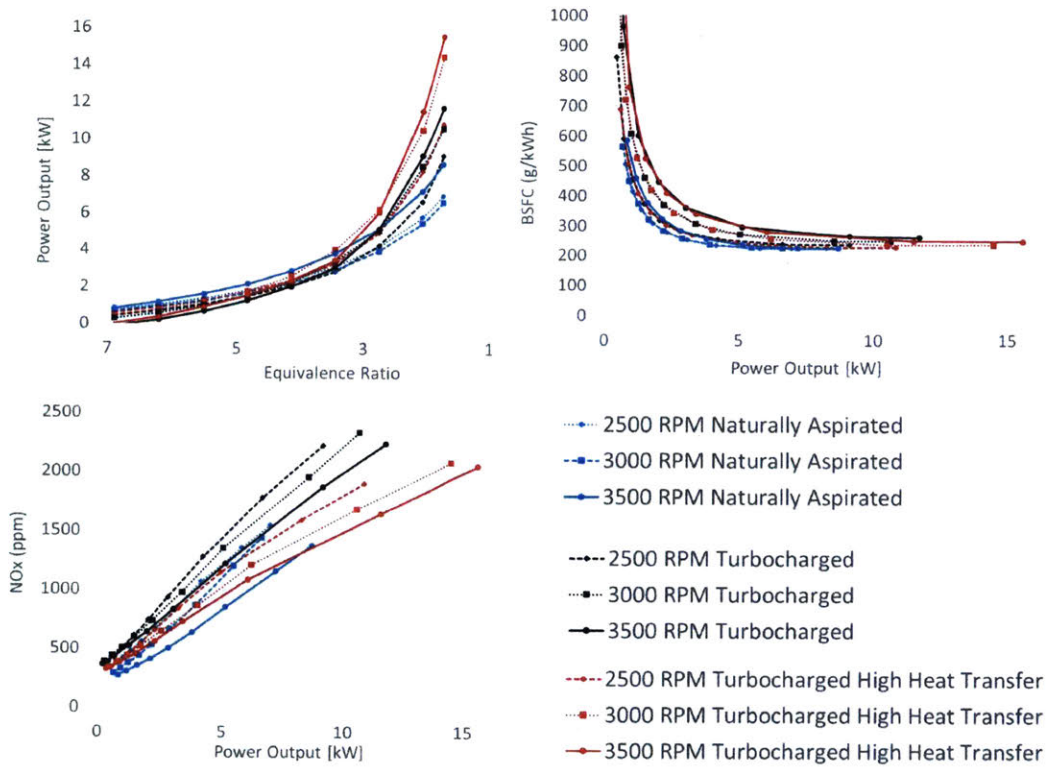 16
14
12
10
8
6
4
2
0
Power Output [kW]
7 5 3 1
Equivalence Ratio
1000
900
800
700
600
500
400
300
200
100
0
BSFC (g/kWh)
0 5 10 15
Power Output [kW]
2500
2000
1500
1000
500
0
NOx (ppm)
0 5 10 15
Power Output [kW]
2500 RPM Naturally Aspirated
3000 RPM Naturally Aspirated
3500 RPM Naturally Aspirated
2500 RPM Turbocharged
3000 RPM Turbocharged
3500 RPM Turbocharged
2500 RPM Turbocharged High Heat Transfer
3000 RPM Turbocharged High Heat Transfer
3500 RPM Turbocharged High Heat Transfer